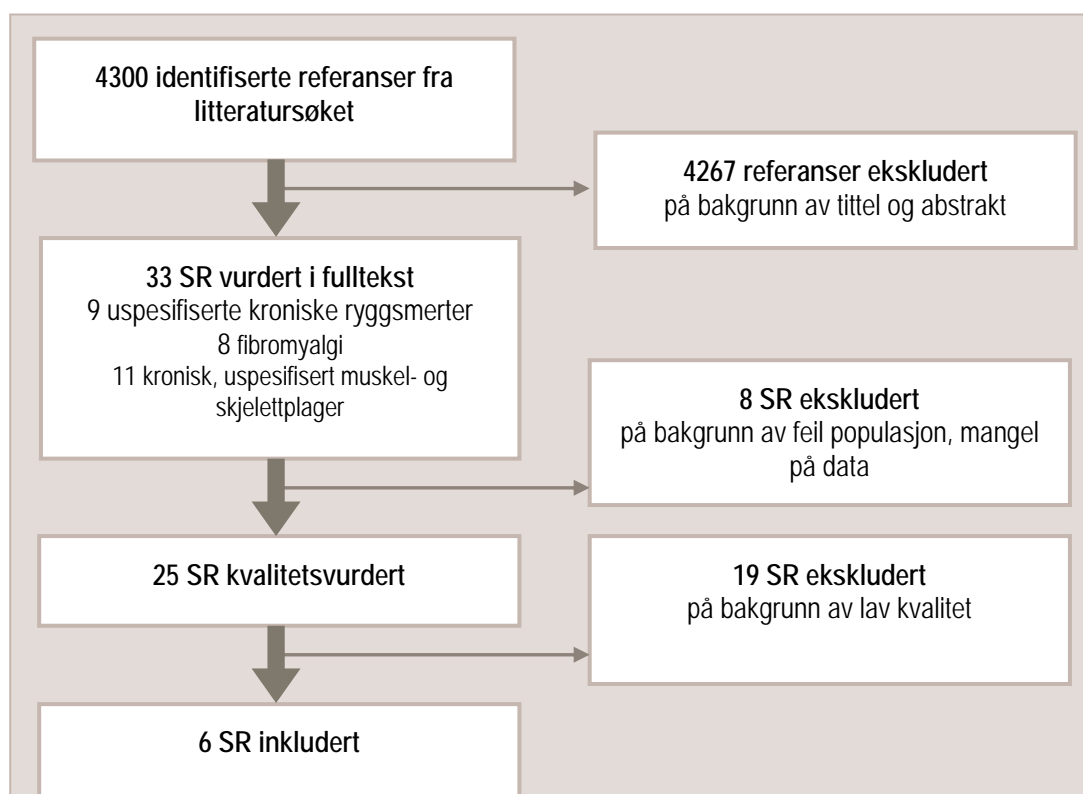 4300 identifiserte referanser fra
litteratursøket
4267 referanser ekskludert
på bakgrunn av tittel og abstrakt
33 SR vurdert i fulltekst
9 uspesifiserte kroniske ryggsmerter
8 fibromyalgi
11 kronisk, uspesifisert muskel- og
skjelettplager
8 SR ekskludert
på bakgrunn av feil populasjon, mangel
på data
25 SR kvalitetsvurdert
19 SR ekskludert
på bakgrunn av lav kvalitet
6 SR inkludert